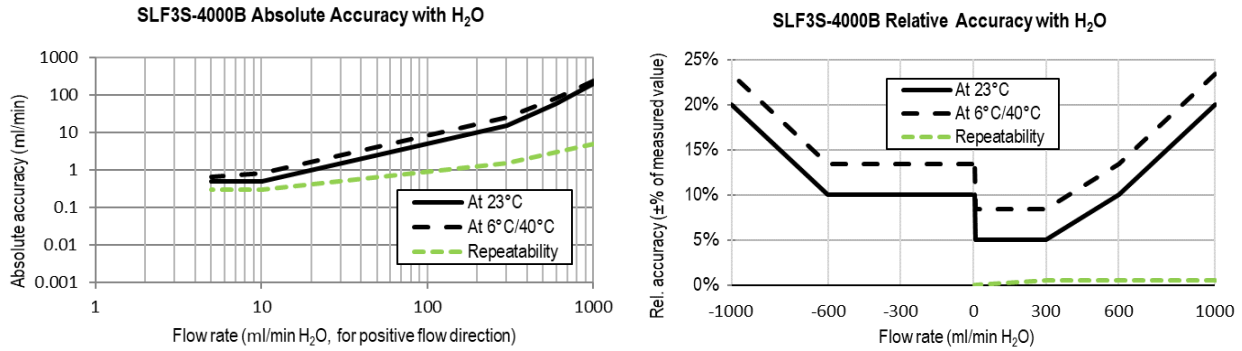 SLF3S-4000B Absolute Accuracy with H₂O
Absolute accuracy (ml/min)
1000
100
10
1
0.1
0.01
0.001
At 23°C
At 6°C/40°C
Repeatability
1
10
100
1000
Flow rate (ml/min H₂O, for positive flow direction)
SLF3S-4000B Relative Accuracy with H₂O
Rel. accuracy (±% of measured value)
25%
20%
15%
10%
5%
0%
At 23°C
At 6°C/40°C
Repeatability
-1000
-600
-300
0
300
600
1000
Flow rate (ml/min H₂O)